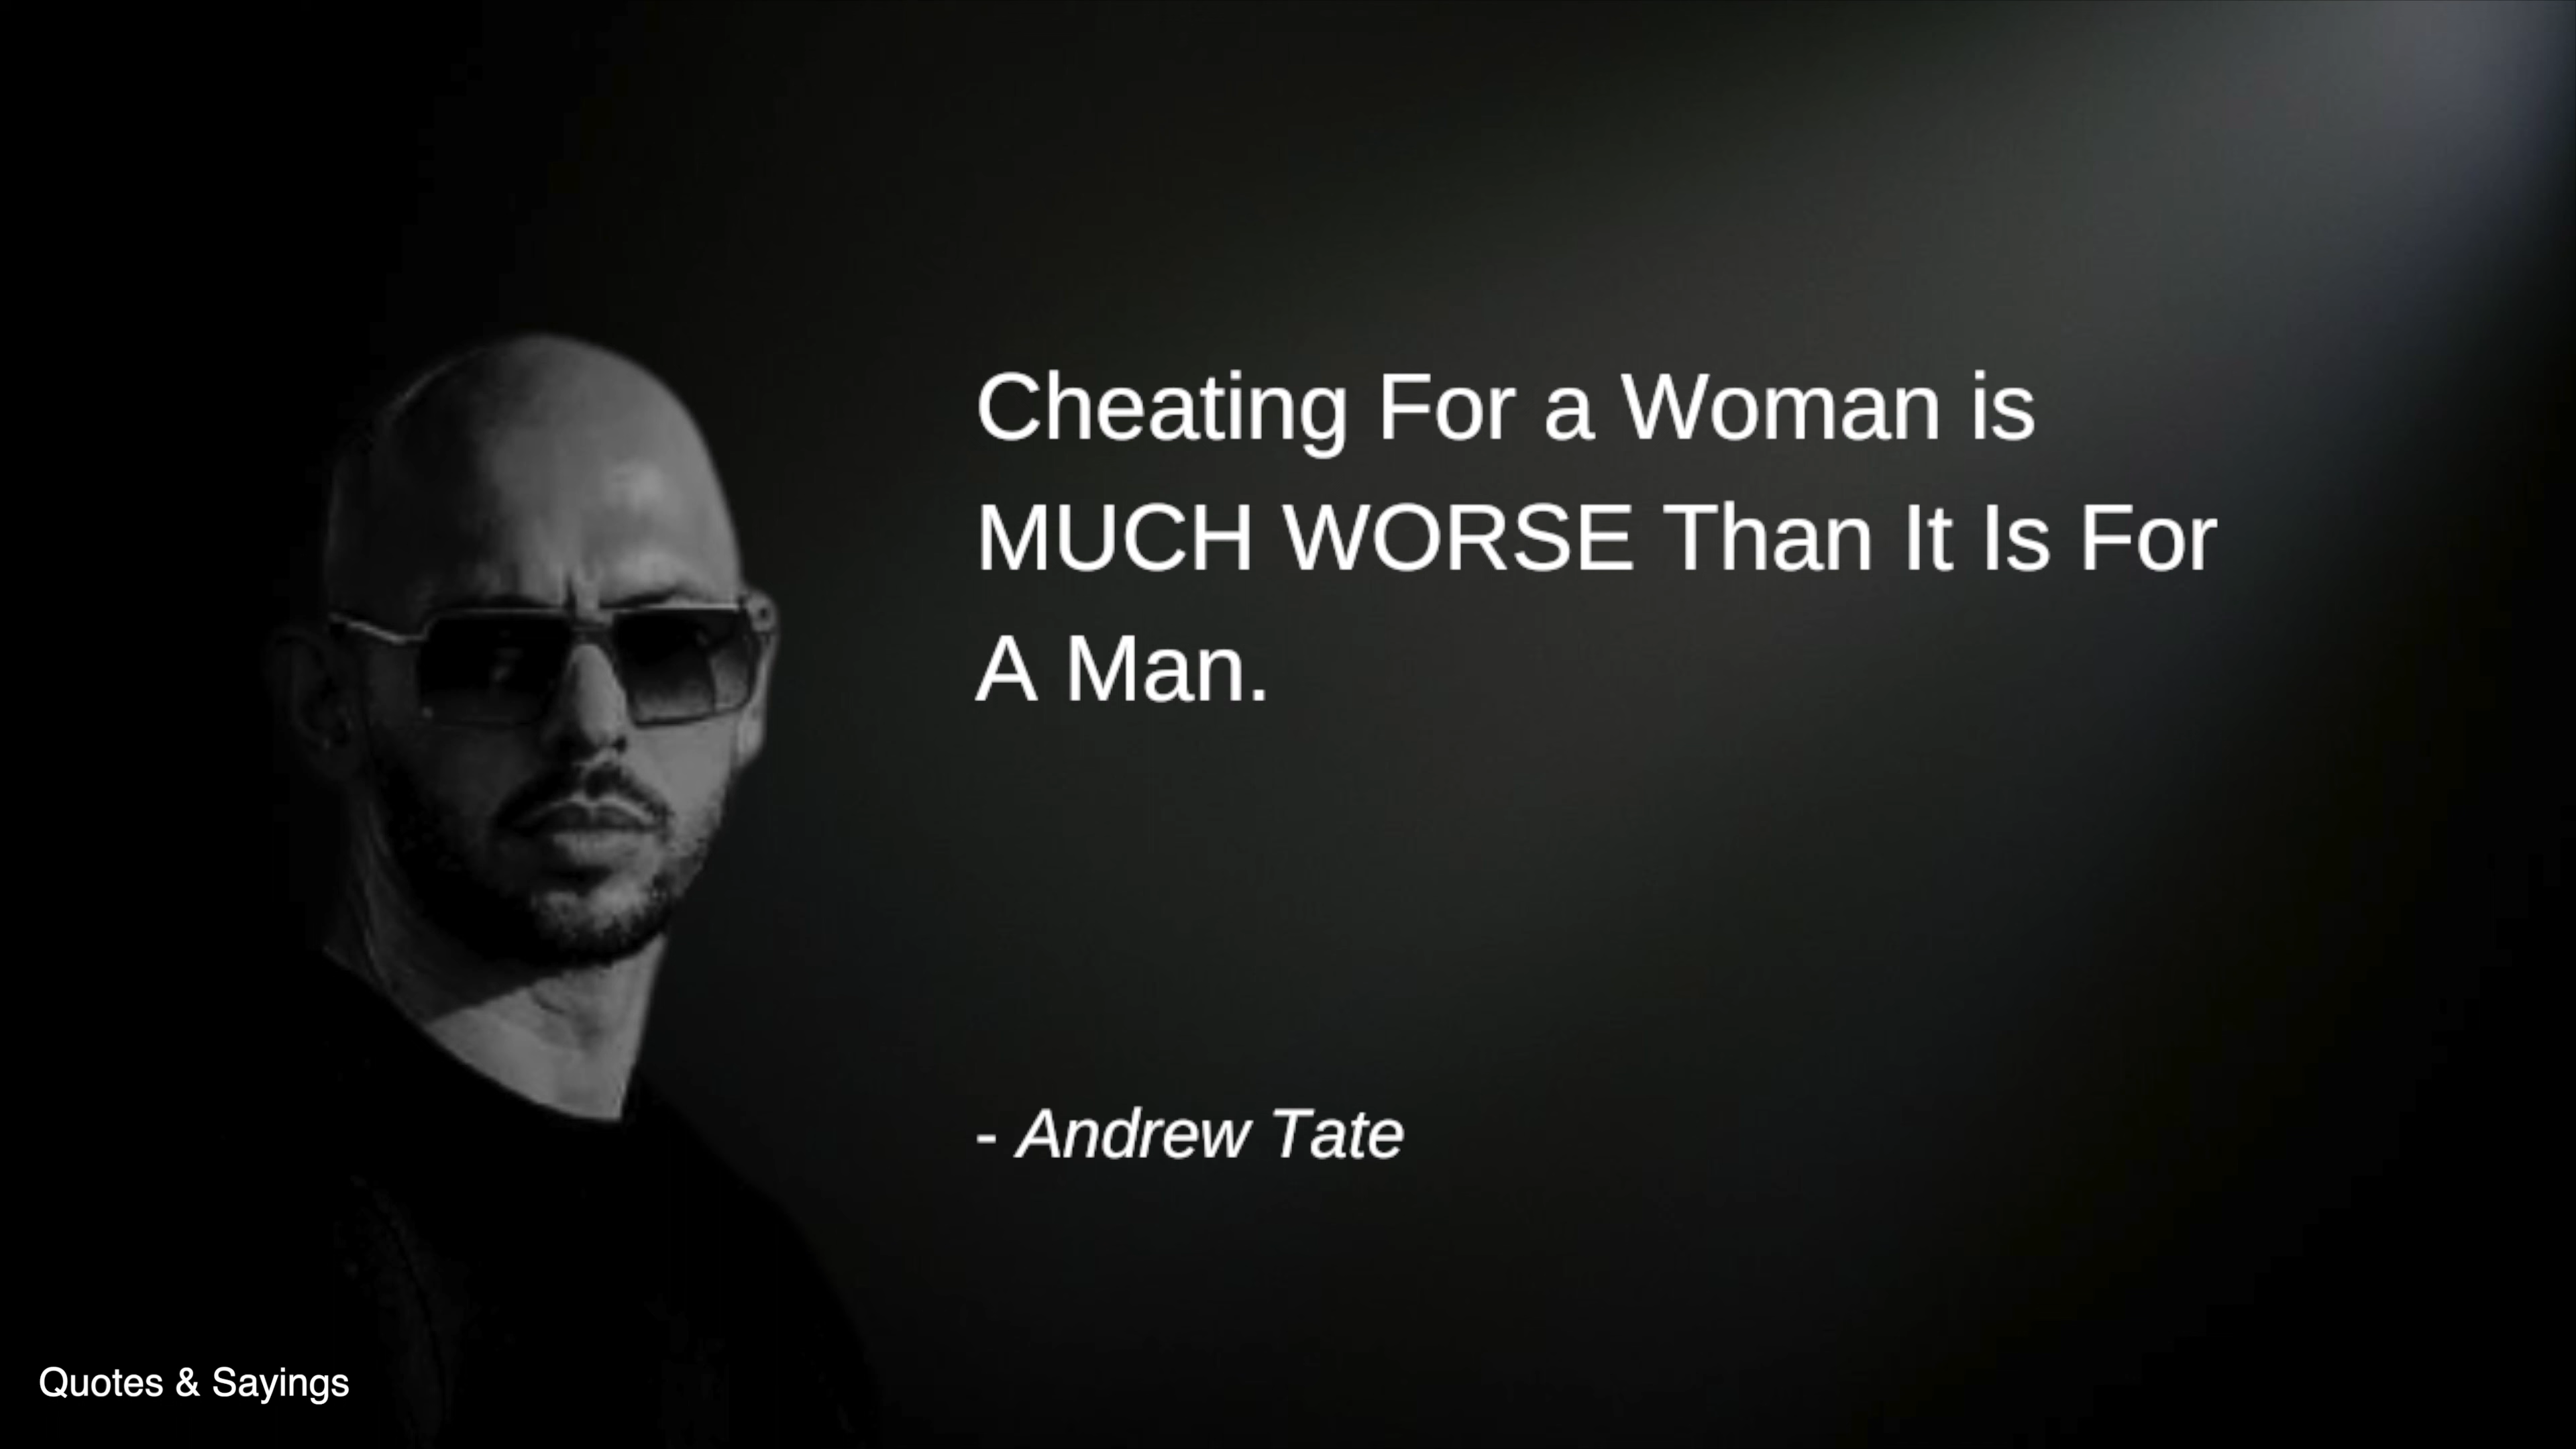 Cheating For a Woman is
MUCH WORSE Than It Is For
A Man.
- Andrew Tate
Quotes & Sayings